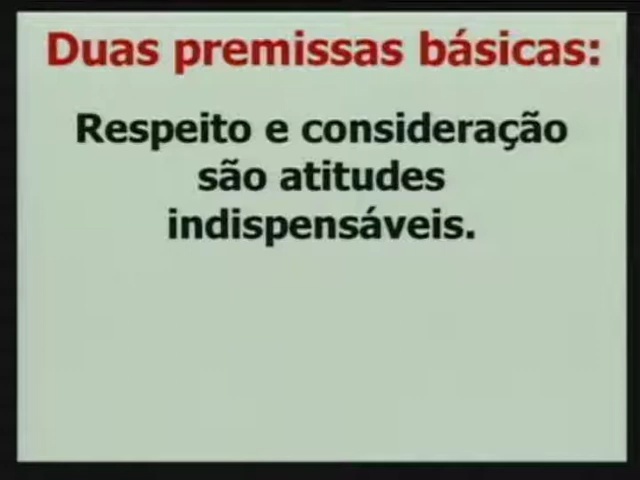 Duas premissas básicas:
Respeito e consideração
são atitudes
indispensáveis.